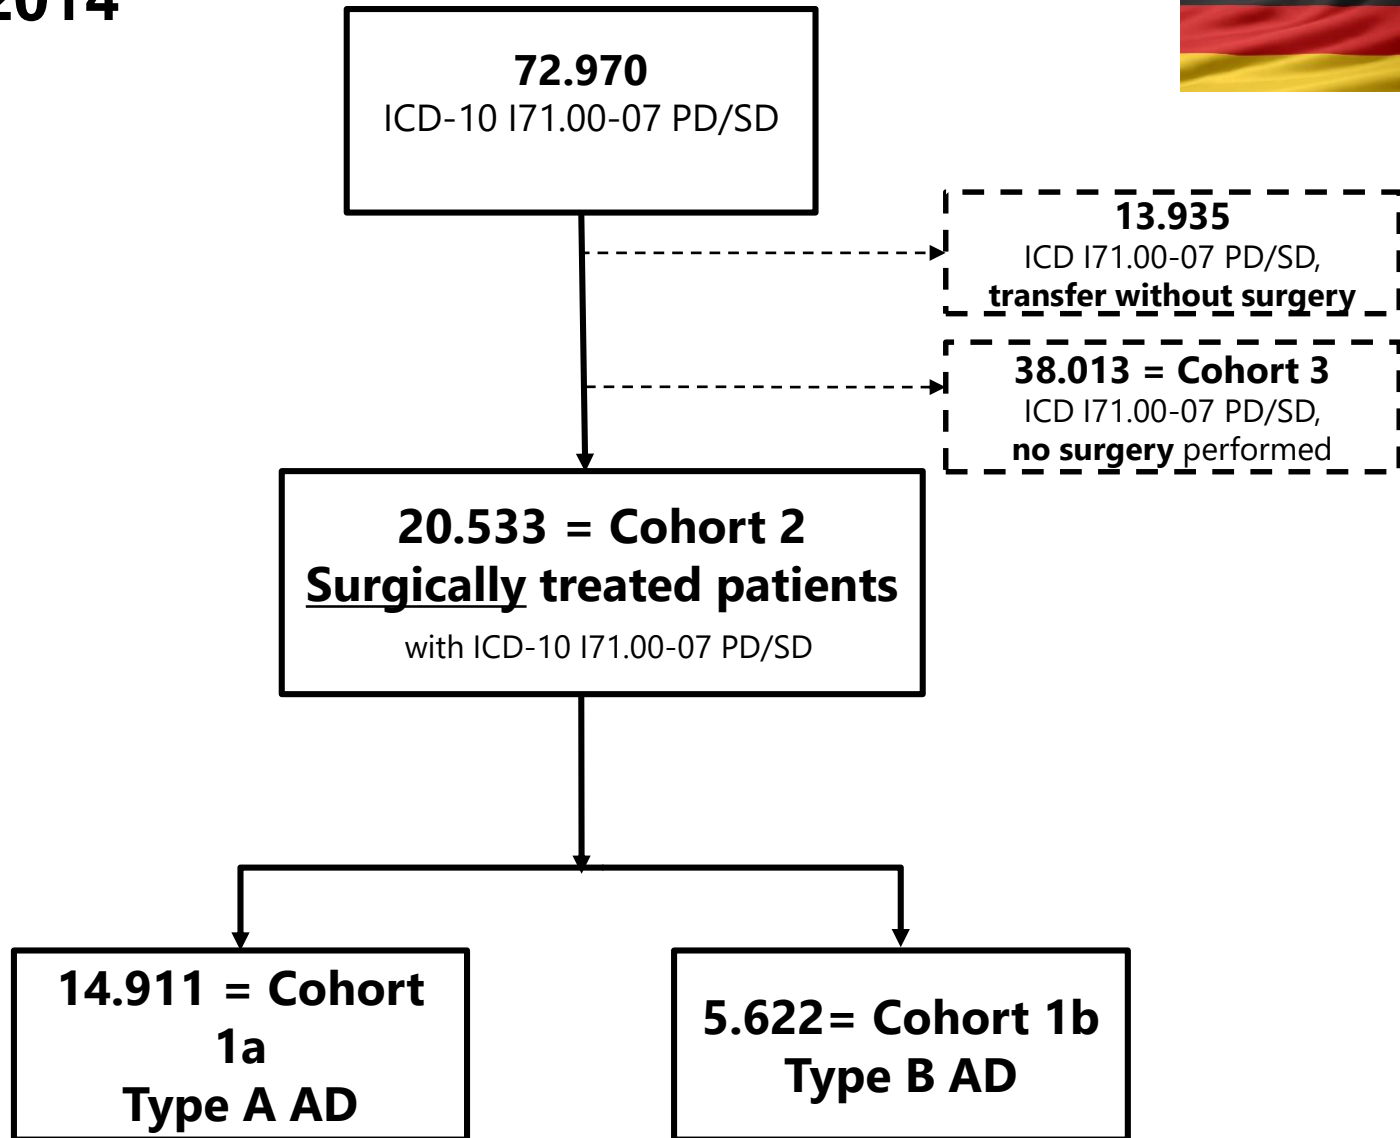 2014
72.970
ICD-10 I71.00-07 PD/SD
13.935
ICD I71.00-07 PD/SD,
transfer without surgery
38.013 = Cohort 3
ICD I71.00-07 PD/SD,
no surgery performed
20.533 = Cohort 2
Surgically treated patients
with ICD-10 I71.00-07 PD/SD
14.911 = Cohort
1a
Type A AD
5.622= Cohort 1b
Type B AD